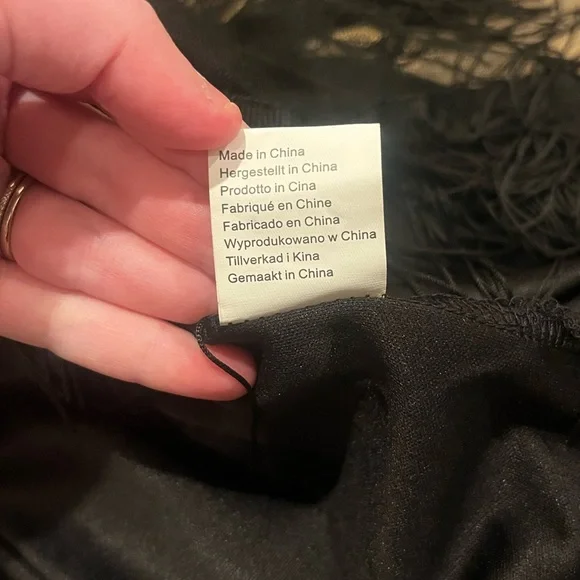 Made in China
Hergestellt in China
Prodotto in Cina
Fabriqué en Chine
Fabricado en China
Wyprodukowano w China
Tillverkad i Kina
Gemaakt in China